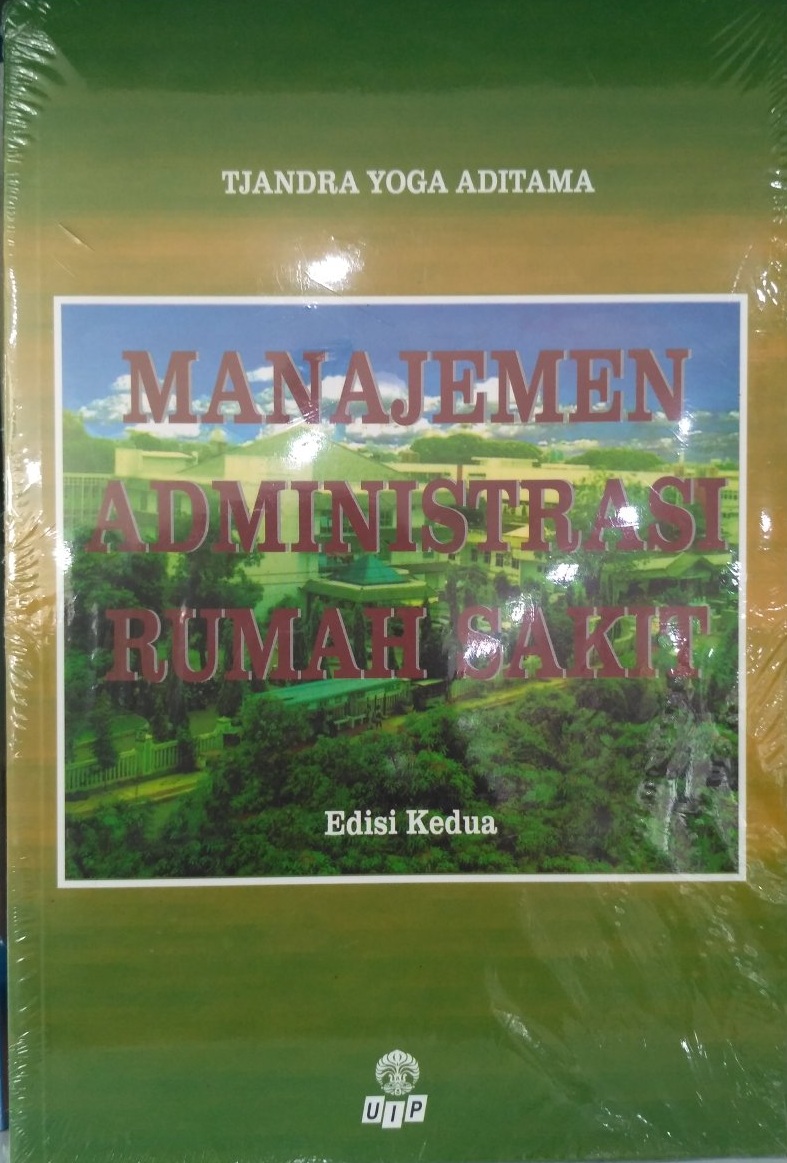 TJANDRA YOGA ADITAMA
MANAJEMEN
ADMINISTRASI
RUMAH SAKIT
Edisi Kedua
UIP